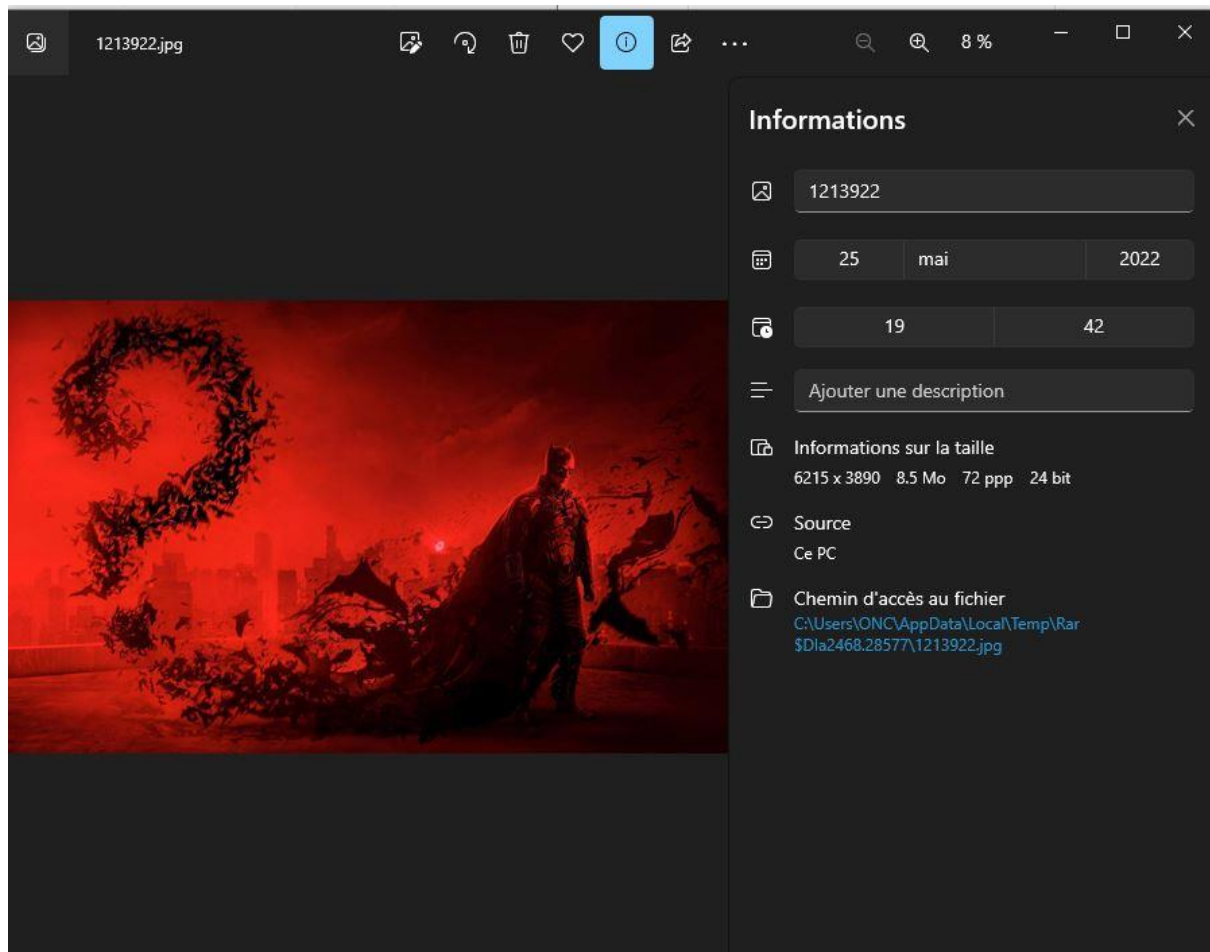 1213922.jpg
8 %
Informations
1213922
25 mai 2022
19 42
Ajouter une description
Informations sur la taille
6215 x 3890 8.5 Mo 72 ppp 24 bit
Source
Ce PC
Chemin d'accès au fichier
C:\Users\ONC\AppData\Local\Temp\Rar
$DIa2468.28577\1213922.jpg